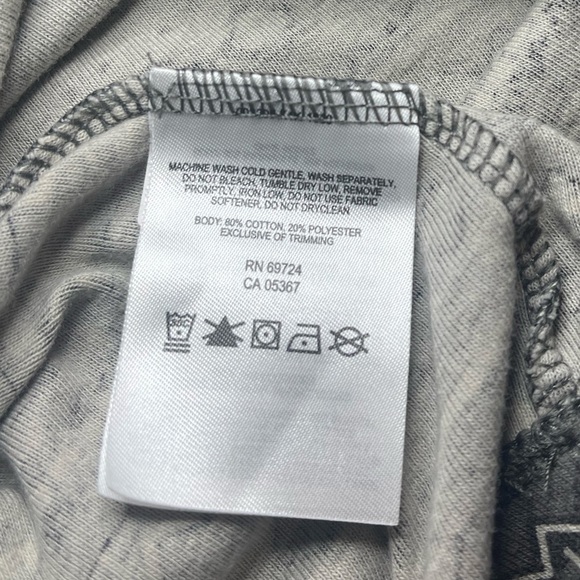 MACHINE WASH COLD GENTLE, WASH SEPARATELY,
DO NOT BLEACH, TUMBLE DRY LOW, REMOVE
PROMPTLY, IRON LOW, DO NOT USE FABRIC
SOFTENER, DO NOT DRYCLEAN
BODY: 80% COTTON, 20% POLYESTER
EXCLUSIVE OF TRIMMING
RN 69724
CA 05367